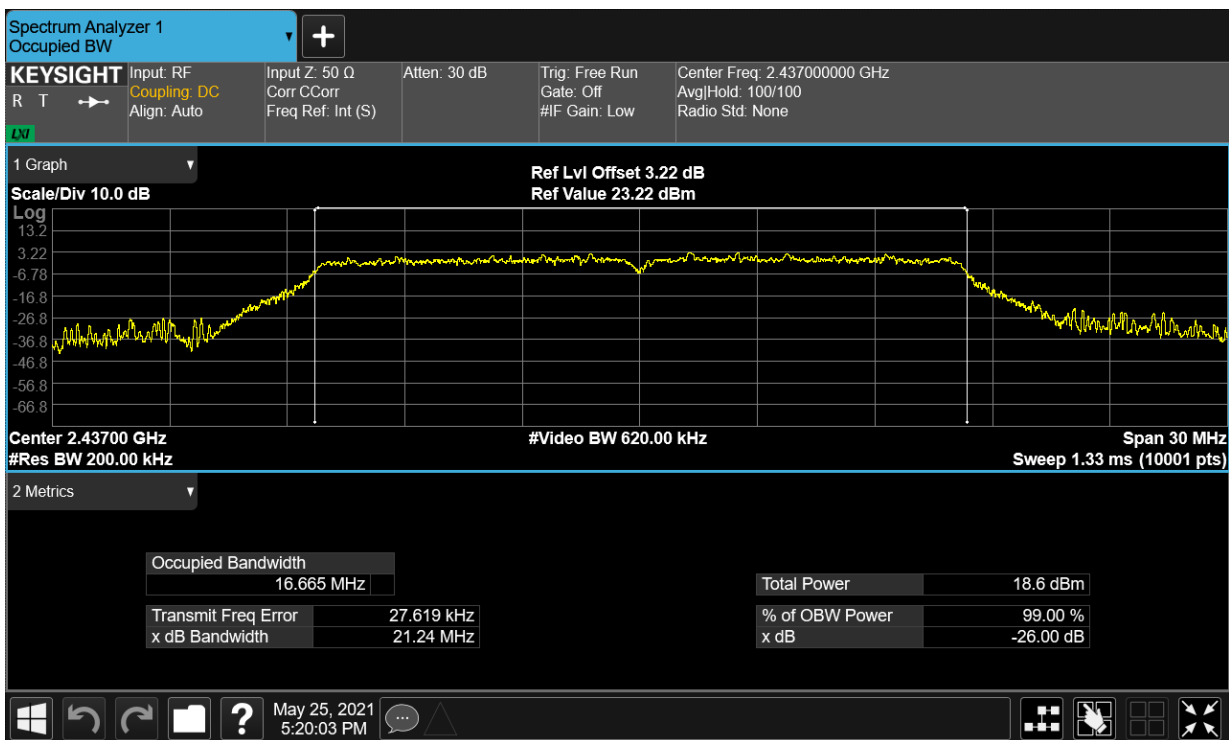 Spectrum Analyzer 1
Occupied BW
▼
+
KEYSIGHT
R T
LXI
Input: RF
Coupling: DC
Align: Auto
Input Z: 50 Ω
Corr CCorr
Freq Ref: Int (S)
Atten: 30 dB
Trig: Free Run
Gate: Off
#IF Gain: Low
Center Freq: 2.437000000 GHz
Avg|Hold: 100/100
Radio Std: None
1 Graph ▼
Scale/Div 10.0 dB
Ref Lvl Offset 3.22 dB
Ref Value 23.22 dBm
Log
13.2
3.22
-6.78
-16.8
-26.8
-36.8
-46.8
-56.8
-66.8
Center 2.43700 GHz
#Res BW 200.00 kHz
#Video BW 620.00 kHz
Span 30 MHz
Sweep 1.33 ms (10001 pts)
2 Metrics ▼
Occupied Bandwidth
16.665 MHz
Transmit Freq Error 27.619 kHz
x dB Bandwidth 21.24 MHz
Total Power 18.6 dBm
% of OBW Power 99.00 %
x dB -26.00 dB
?
May 25, 2021
5:20:03 PM